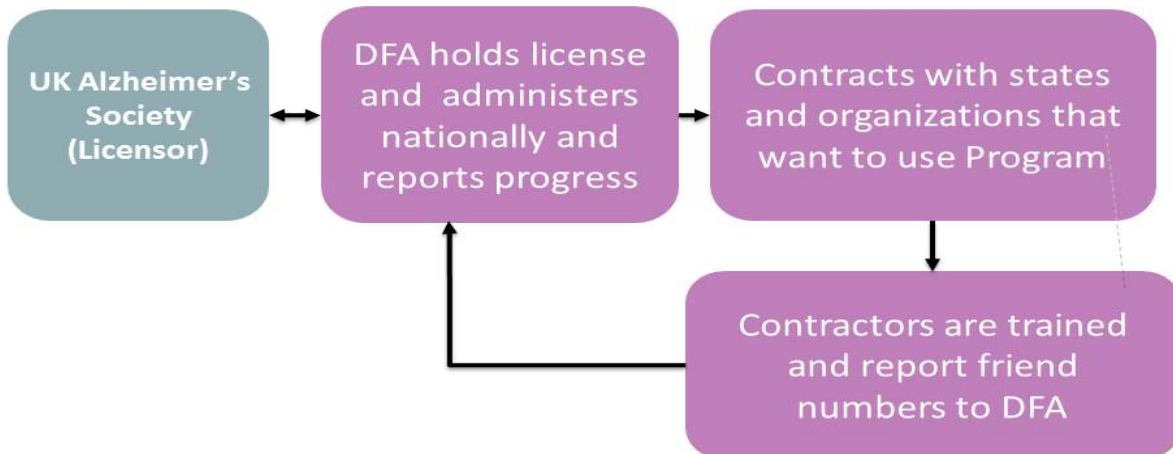 UK Alzheimer’s
Society
(Licensor)
DFA holds license
and administers
nationally and
reports progress
Contracts with states
and organizations that
want to use Program
Contractors are trained
and report friend
numbers to DFA